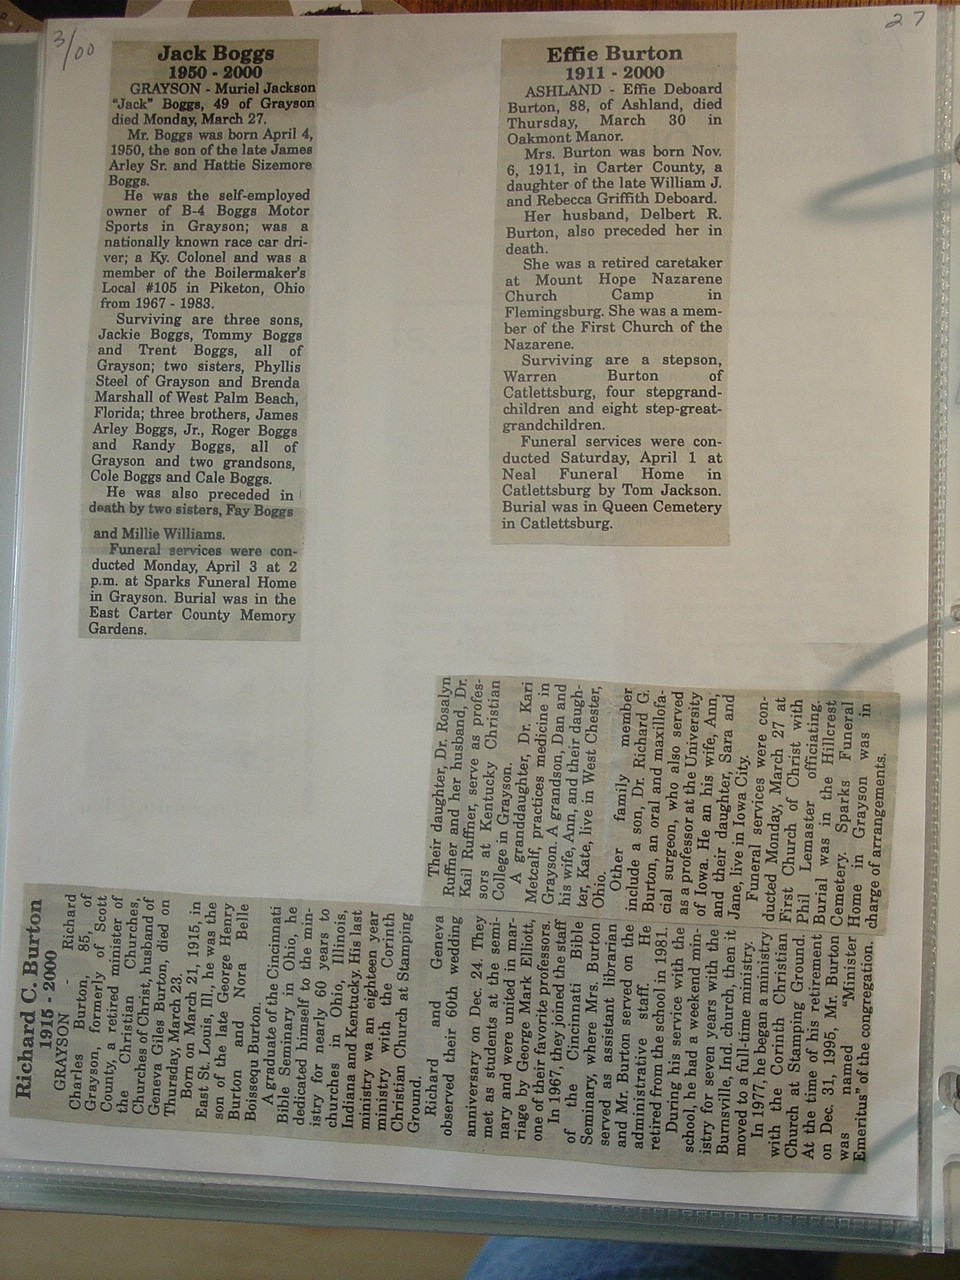 3/00
27
Jack Boggs
1950 - 2000
GRAYSON - Muriel Jackson
"Jack" Boggs, 49 of Grayson
died Monday, March 27.
Mr. Boggs was born April 4,
1950, the son of the late James
Arley Sr. and Hattie Sizemore
Boggs.
He was the self-employed
owner of B-4 Boggs Motor
Sports in Grayson; was a
nationally known race car dri-
ver; a Ky. Colonel and was a
member of the Boilermaker's
Local #105 in Piketon, Ohio
from 1967 - 1983.
Surviving are three sons,
Jackie Boggs, Tommy Boggs
and Trent Boggs, all of
Grayson; two sisters, Phyllis
Steel of Grayson and Brenda
Marshall of West Palm Beach,
Florida; three brothers, James
Arley Boggs, Jr., Roger Boggs
and Randy Boggs, all of
Grayson and two grandsons,
Cole Boggs and Cale Boggs.
He was also preceded in
death by two sisters, Fay Boggs
and Millie Williams.
Funeral services were con-
ducted Monday, April 3 at 2
p.m. at Sparks Funeral Home
in Grayson. Burial was in the
East Carter County Memory
Gardens.
Effie Burton
1911 - 2000
ASHLAND - Effie Deboard
Burton, 88, of Ashland, died
Thursday, March 30 in
Oakmont Manor.
Mrs. Burton was born Nov.
6, 1911, in Carter County, a
daughter of the late William J.
and Rebecca Griffith Deboard.
Her husband, Delbert R.
Burton, also preceded her in
death.
She was a retired caretaker
at Mount Hope Nazarene
Church Camp in
Flemingsburg. She was a mem-
ber of the First Church of the
Nazarene.
Surviving are a stepson,
Warren Burton of
Catlettsburg, four stepgrand-
children and eight step-great-
grandchildren.
Funeral services were con-
ducted Saturday, April 1 at
Neal Funeral Home in
Catlettsburg by Tom Jackson.
Burial was in Queen Cemetery
in Catlettsburg.
Richard C. Burton
1915 - 2000
GRAYSON - Richard
Charles Burton, 85, of
Grayson, formerly of Scott
County, a retired minister of
the Christian Churches,
Churches of Christ, husband of
Geneva Giles Burton, died on
Thursday, March 23.
Born on March 21, 1915, in
East St. Louis, Ill., he was the
son of the late George Henry
Burton and Nora Belle
Boisequ Burton.
A graduate of the Cincinnati
Bible Seminary in Ohio, he
dedicated himself to the min-
istry for nearly 60 years to
churches in Ohio, Illinois,
Indiana and Kentucky. His last
ministry wa an eighteen year
ministry with the Corinth
Christian Church at Stamping
Ground.
Richard and Geneva
observed their 60th wedding
anniversary on Dec. 24. They
met as students at the semi-
nary and were united in mar-
riage by George Mark Elliott,
one of their favorite professors.
In 1967, they joined the staff
of the Cincinnati Bible
Seminary, where Mrs. Burton
served as assistant librarian
and Mr. Burton served on the
administrative staff. He
retired from the school in 1981.
During his service with the
school, he had a weekend min-
istry for seven years with the
Burnsville, Ind. church, then it
moved to a full-time ministry.
In 1977, he began a ministry
with the Corinth Christian
Church at Stamping Ground.
At the time of his retirement
on Dec. 31, 1995, Mr. Burton
was named "Minister
Emeritus" of the congregation.
Their daughter, Dr. Rosalyn
Ruffner and her husband, Dr.
Kail Ruffner, serve as profes-
sors at Kentucky Christian
College in Grayson.
A granddaughter, Dr. Kari
Metcalf, practices medicine in
Grayson. A grandson, Dan and
his wife, Ann, and their daugh-
ter, Kate, live in West Chester,
Ohio.
Other family member
include a son, Dr. Richard G.
Burton, an oral and maxillofa-
cial surgeon, who also served
as a professor at the University
of Iowa. He an his wife, Ann,
and their daughter, Sara and
Jane, live in Iowa City.
Funeral services were con-
ducted Monday, March 27 at
First Church of Christ with
Phil Lemaster officiating.
Burial was in the Hillcrest
Cemetery. Sparks Funeral
Home in Grayson was in
charge of arrangements.